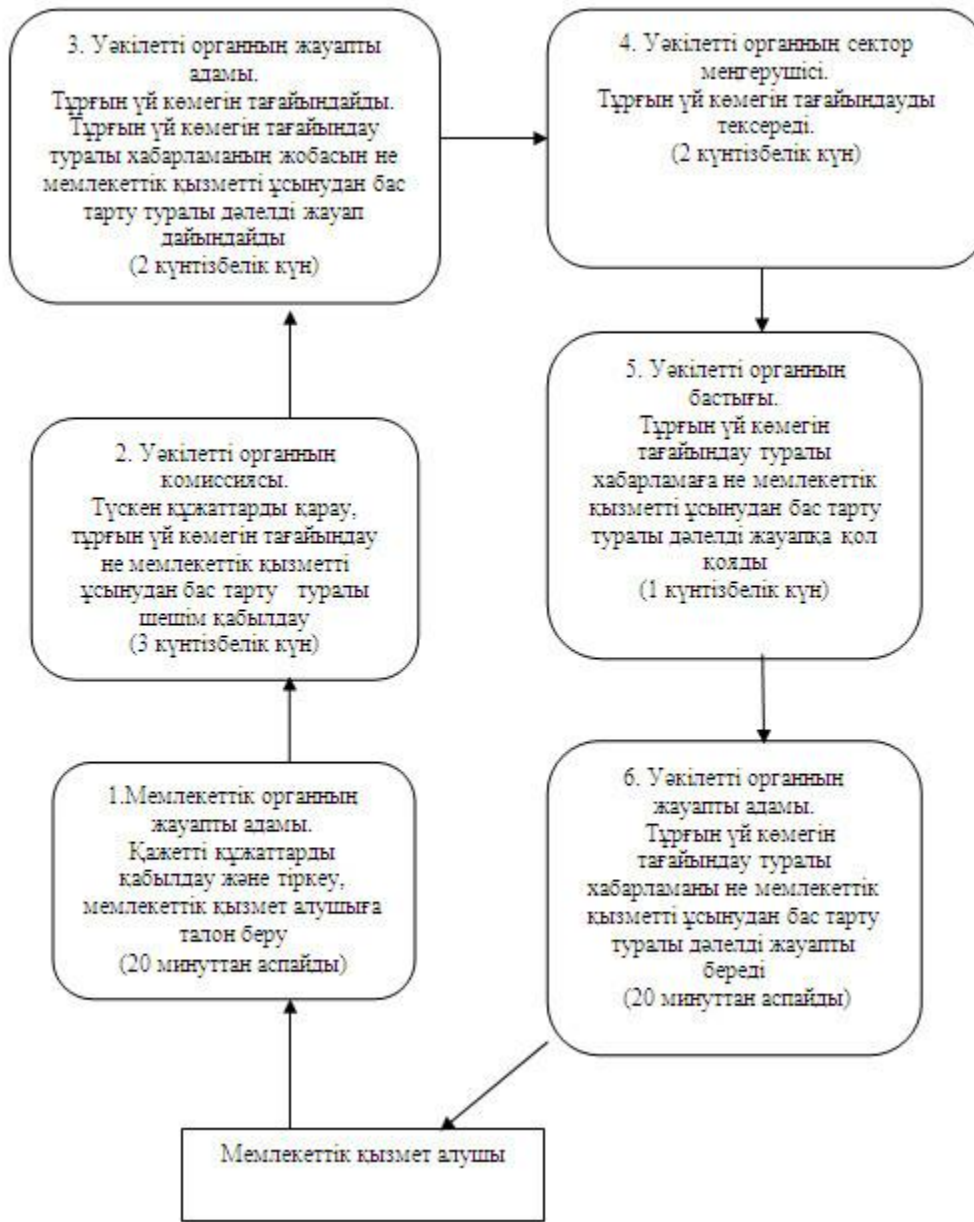 3. Уәкілетті органның жауапты
адамы.
Тұрғын үй көмегін тағайындайды.
Тұрғын үй көмегін тағайындау
туралы хабарламаның жобасын не
мемлекеттік қызметті ұсынудан бас
тарту туралы дәлелді жауап
дайындайды
(2 күнтізбелік күн)
4. Уәкілетті органның сектор
меңгерушісі.
Тұрғын үй көмегін тағайындауды
тексереді.
(2 күнтізбелік күн)
5. Уәкілетті органның
бастығы.
Тұрғын үй көмегін
тағайындау туралы
хабарламаға не мемлекеттік
қызметті ұсынудан бас тарту
туралы дәлелді жауапқа қол
қояды
(1 күнтізбелік күн)
2. Уәкілетті органның
комиссиясы.
Түскен құжаттарды қарау,
тұрғын үй көмегін тағайындау
не мемлекеттік қызметті
ұсынудан бас тарту туралы
шешім қабылдау
(3 күнтізбелік күн)
1.Мемлекеттік органның
жауапты адамы.
Қажетті құжаттарды
қабылдау және тіркеу,
мемлекеттік қызмет алушыға
талон беру
(20 минуттан аспайды)
6. Уәкілетті органның
жауапты адамы.
Тұрғын үй көмегін
тағайындау туралы
хабарламаны не мемлекеттік
қызметті ұсынудан бас тарту
туралы дәлелді жауапты
береді
(20 минуттан аспайды)
Мемлекеттік қызмет алушы